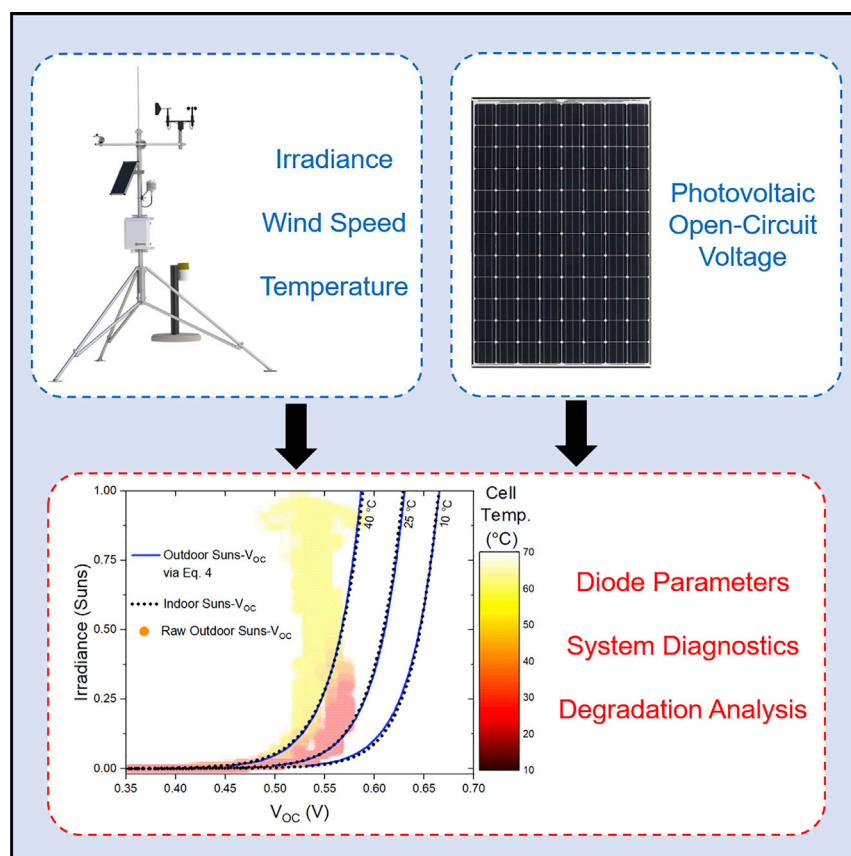 Irradiance
Wind Speed
Temperature
Photovoltaic
Open-Circuit
Voltage
Irradiance (Suns)
1.00
0.75
0.50
0.25
0.00
Outdoor Suns-VOC
via Eq. 4
Indoor Suns-VOC
Raw Outdoor Suns-VOC
40 °C
25 °C
10 °C
0.35 0.40 0.45 0.50 0.55 0.60 0.65 0.70
VOC (V)
Cell
Temp.
(°C)
70
60
50
40
30
20
10
Diode Parameters
System Diagnostics
Degradation Analysis